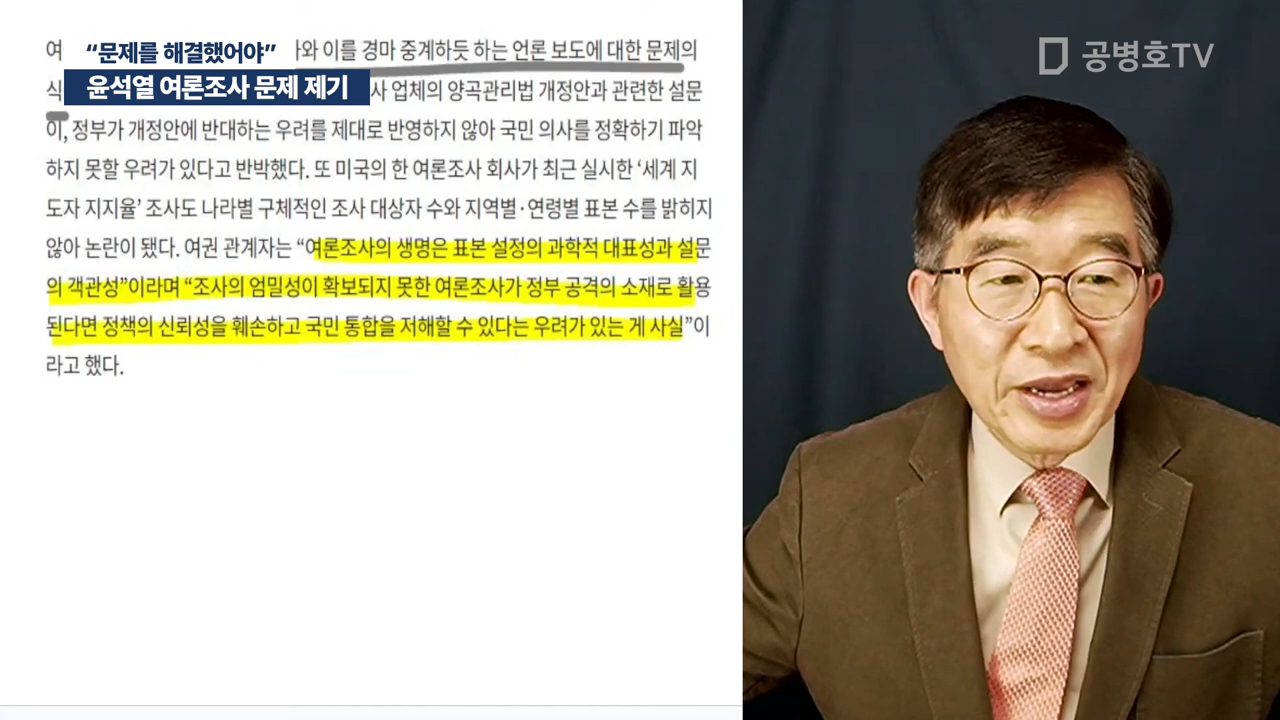 “문제를 해결했어야”
윤석열 여론조사 문제 제기
공병호TV
여 와 이를 경마 중계하듯 하는 언론 보도에 대한 문제의
식 사 업체의 양곡관리법 개정안과 관련한 설문
이, 정부가 개정안에 반대하는 우려를 제대로 반영하지 않아 국민 의사를 정확하기 파악
하지 못할 우려가 있다고 반박했다. 또 미국의 한 여론조사 회사가 최근 실시한 ‘세계 지
도자 지지율’ 조사도 나라별 구체적인 조사 대상자 수와 지역별·연령별 표본 수를 밝히지
않아 논란이 됐다. 여권 관계자는 “여론조사의 생명은 표본 설정의 과학적 대표성과 설문
의 객관성”이라며 “조사의 엄밀성이 확보되지 못한 여론조사가 정부 공격의 소재로 활용
된다면 정책의 신뢰성을 훼손하고 국민 통합을 저해할 수 있다는 우려가 있는 게 사실”이
라고 했다.